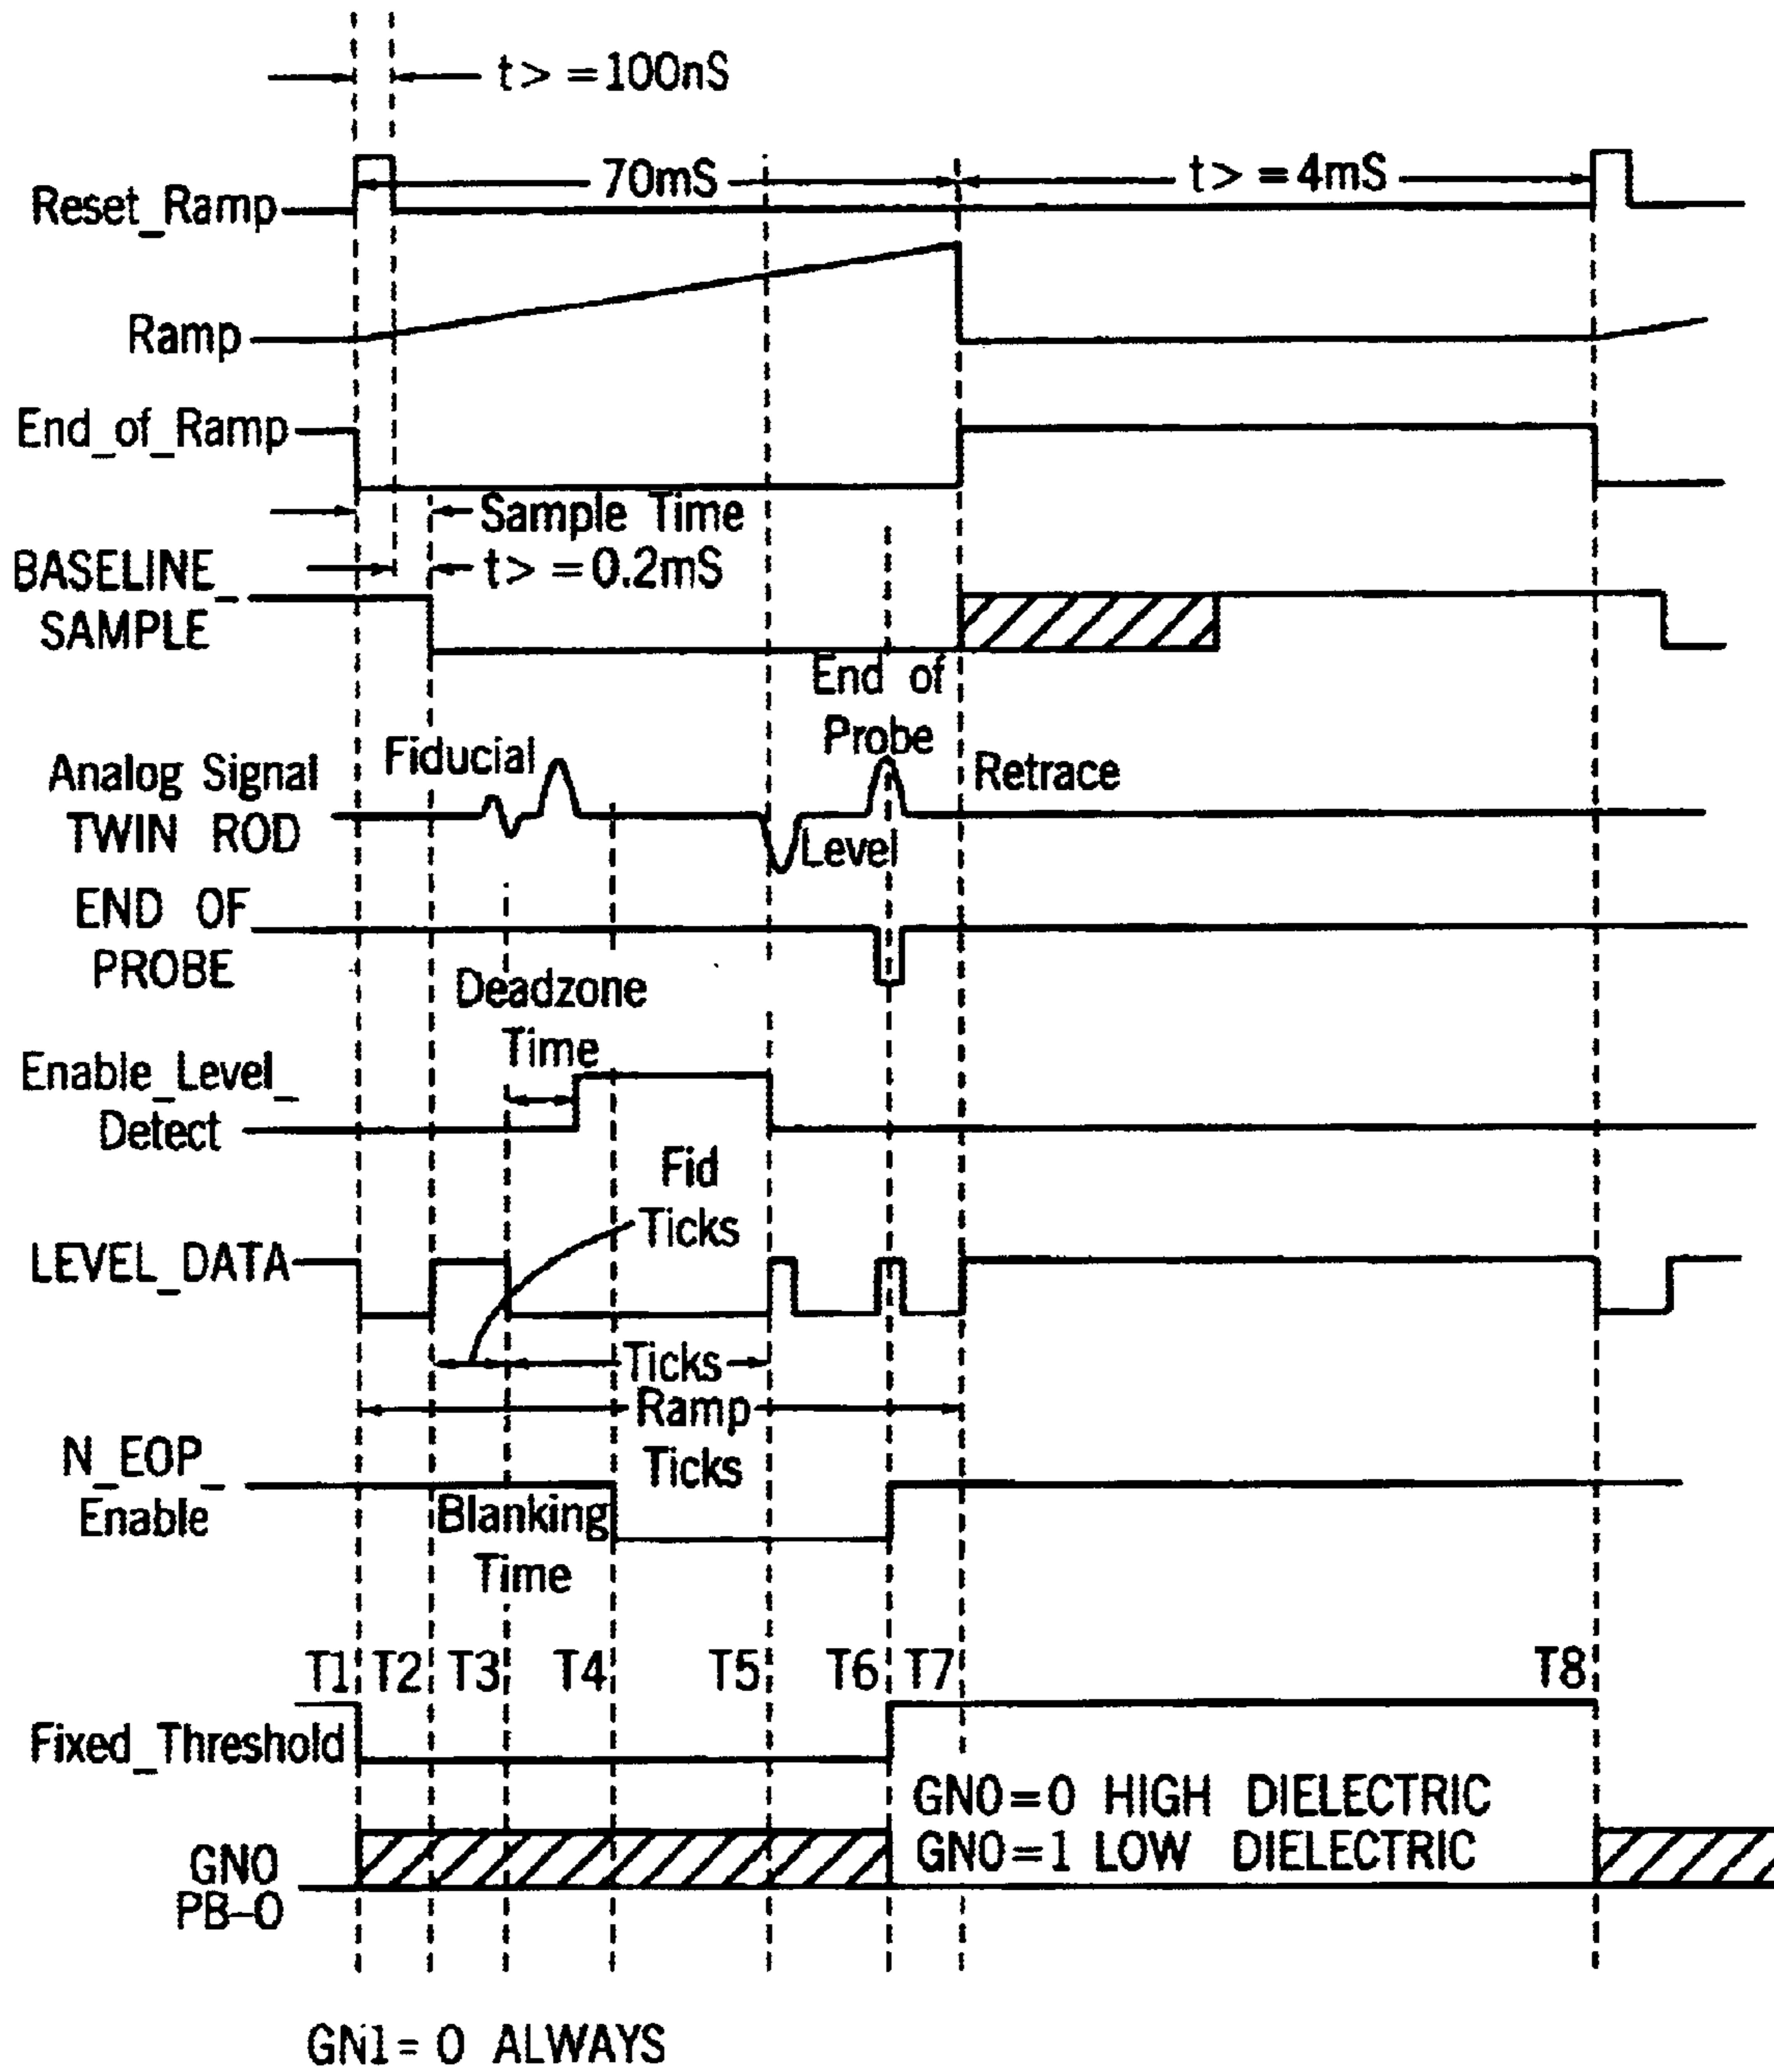 t>=100nS
70mS
t>=4mS
Reset_Ramp
Ramp
End_of_Ramp
Sample Time
t>=0.2mS
BASELINE_
SAMPLE
End of
Probe
Fiducial
Retrace
Analog Signal
TWIN ROD
Level
END OF
PROBE
Deadzone
Time
Enable_Level_
Detect
Fid
Ticks
LEVEL_DATA
Ticks
Ramp
Ticks
N_EOP_
Enable
Blanking
Time
T1 T2 T3 T4 T5 T6 T7 T8
Fixed_Threshold
GN0=0 HIGH DIELECTRIC
GN0=1 LOW DIELECTRIC
GN0
PB-0
GN1=0 ALWAYS